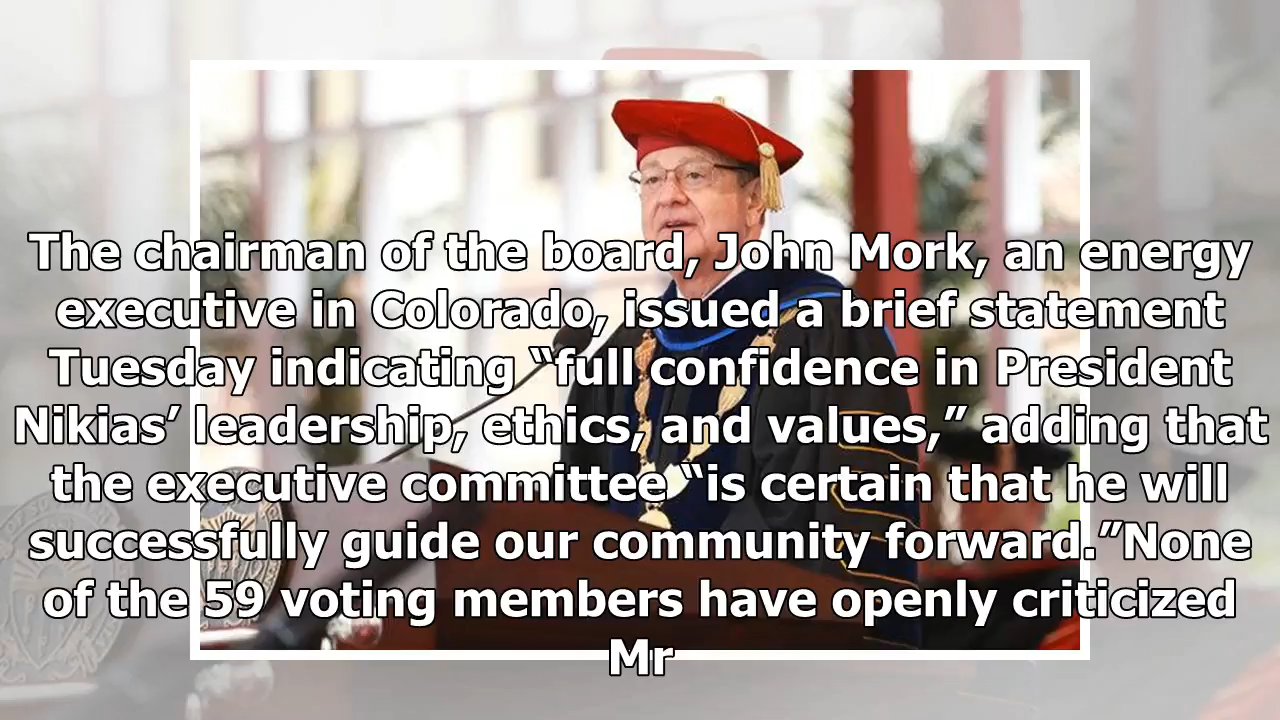 The chairman of the board, John Mork, an energy
executive in Colorado, issued a brief statement
Tuesday indicating “full confidence in President
Nikias’ leadership, ethics, and values,” adding that
the executive committee “is certain that he will
successfully guide our community forward.”None
of the 59 voting members have openly criticized
Mr